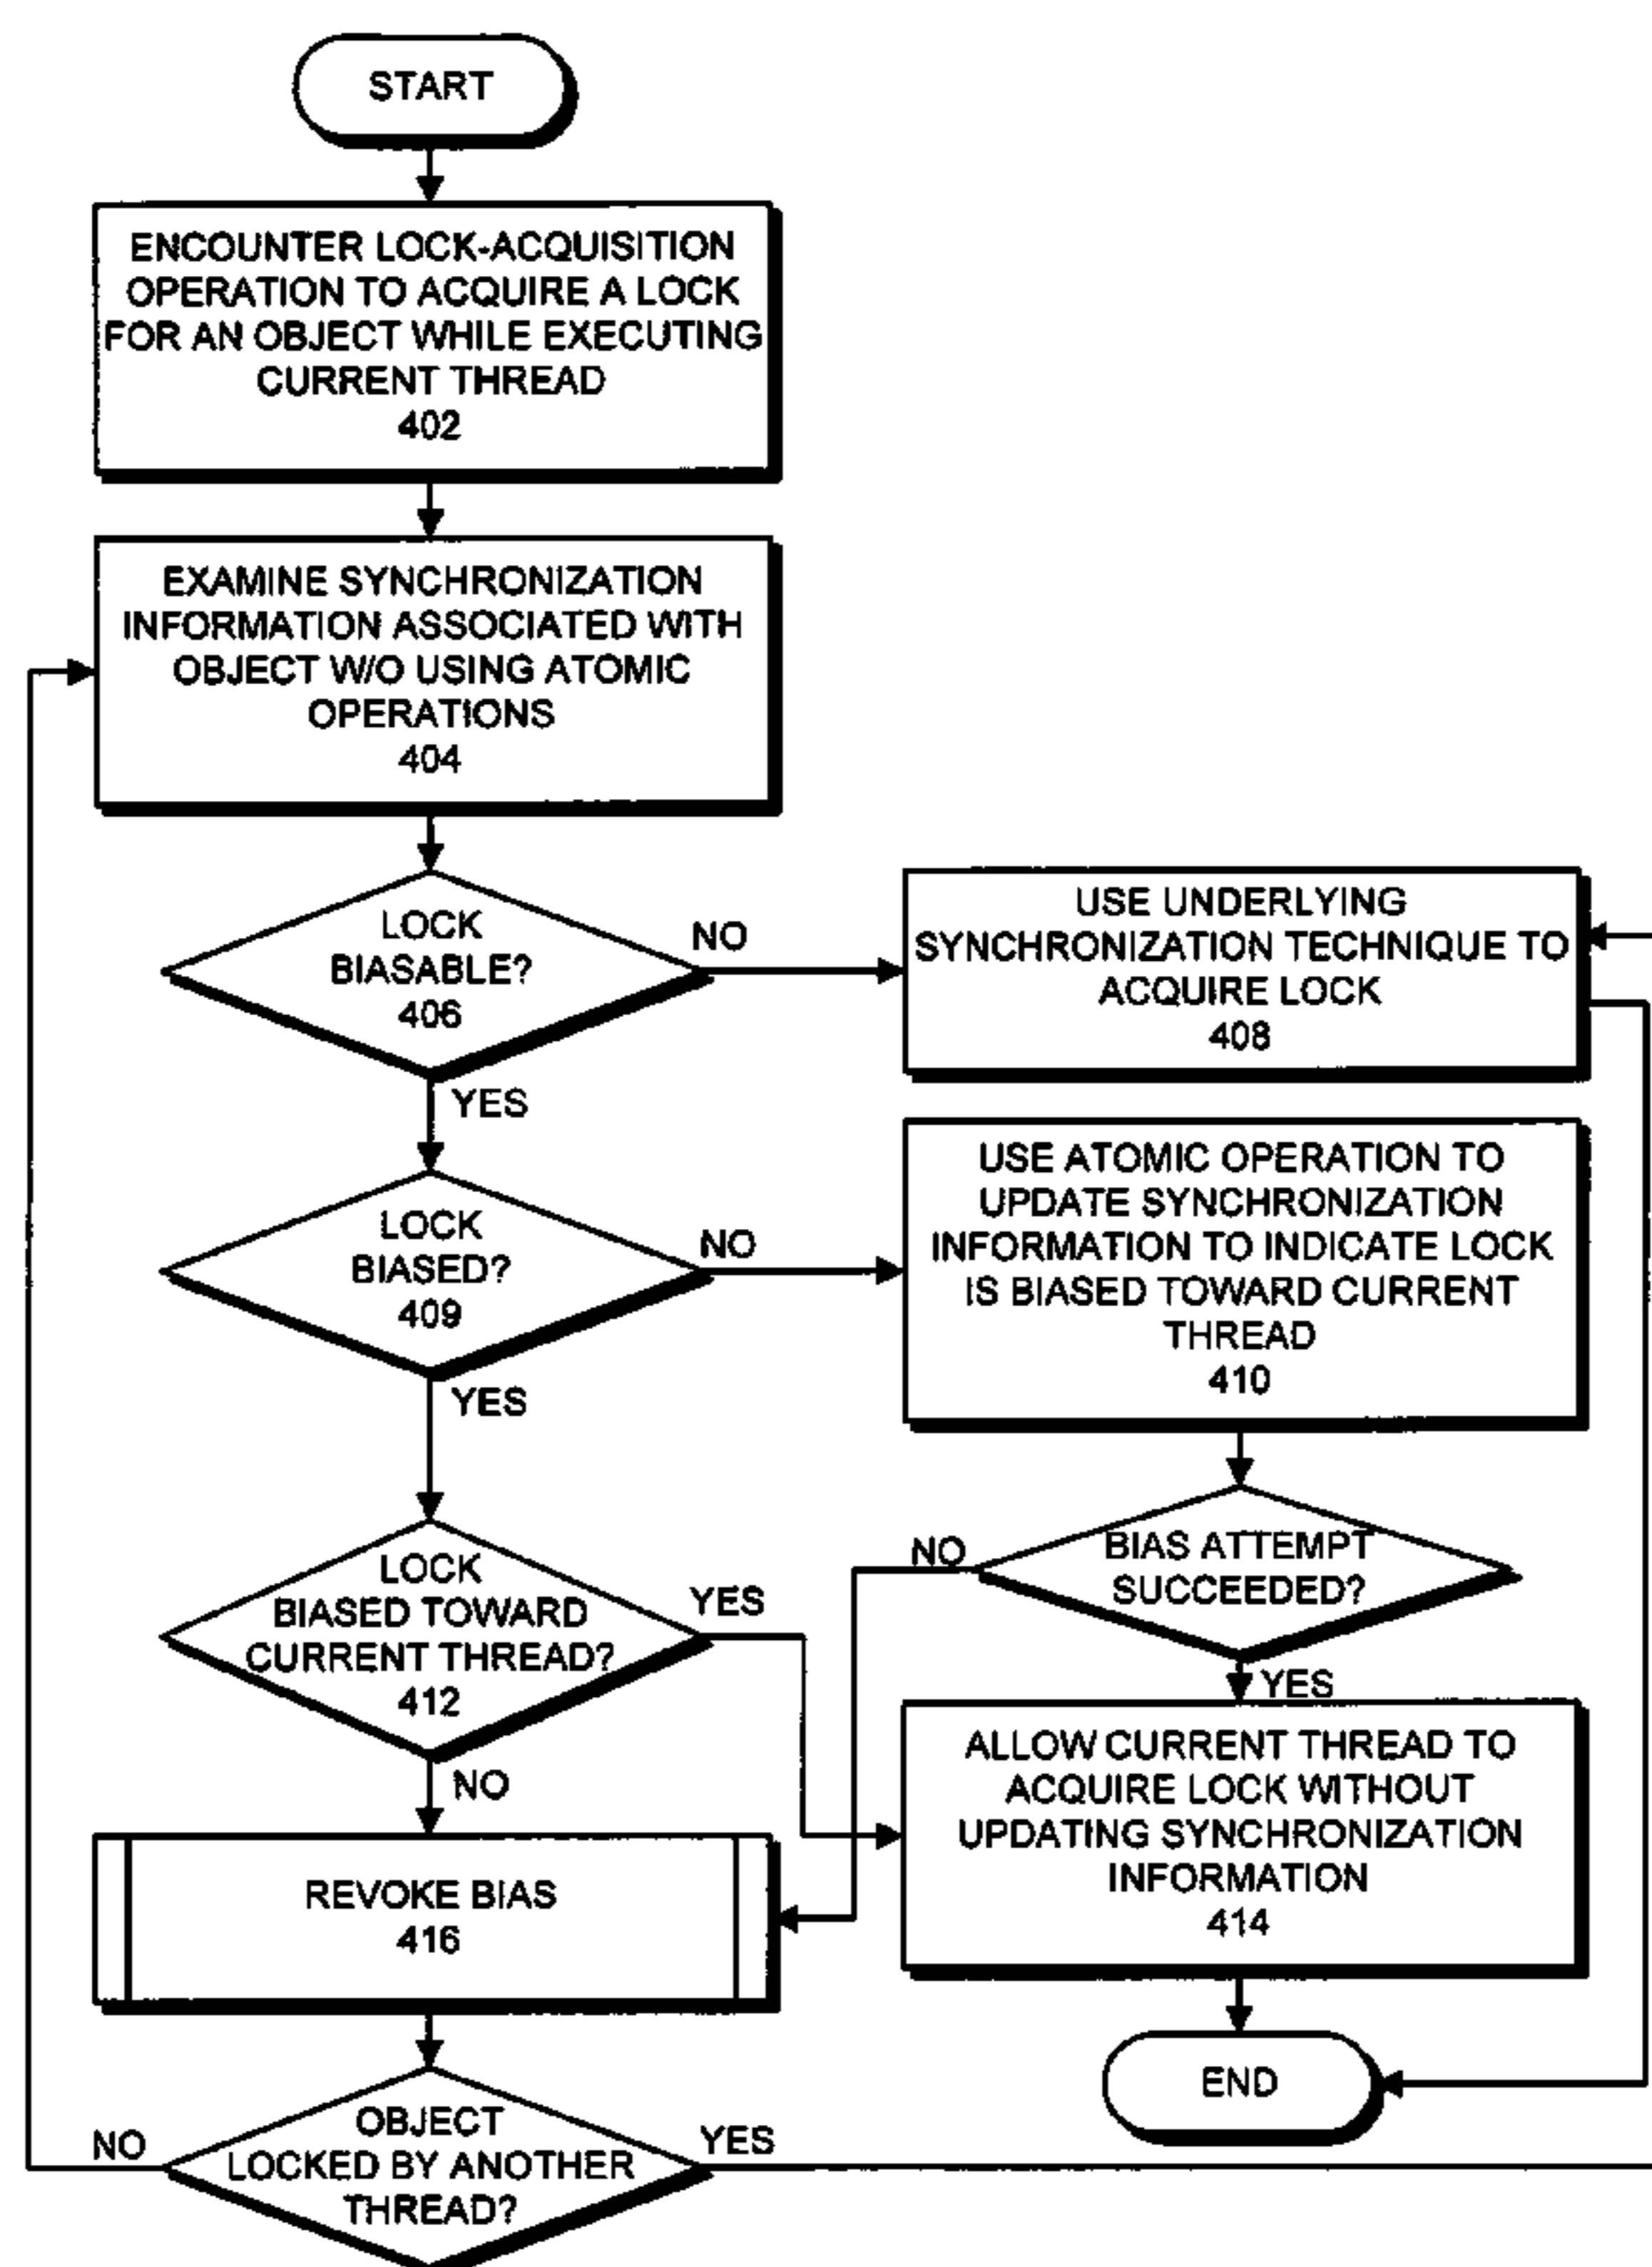 START
ENCOUNTER LOCK-ACQUISITION
OPERATION TO ACQUIRE A LOCK
FOR AN OBJECT WHILE EXECUTING
CURRENT THREAD
402
EXAMINE SYNCHRONIZATION
INFORMATION ASSOCIATED WITH
OBJECT W/O USING ATOMIC
OPERATIONS
404
LOCK
BIASABLE?
406
NO
YES
USE UNDERLYING
SYNCHRONIZATION TECHNIQUE TO
ACQUIRE LOCK
408
LOCK
BIASED?
409
NO
YES
USE ATOMIC OPERATION TO
UPDATE SYNCHRONIZATION
INFORMATION TO INDICATE LOCK
IS BIASED TOWARD CURRENT
THREAD
410
BIAS ATTEMPT
SUCCEEDED?
NO
YES
LOCK
BIASED TOWARD
CURRENT THREAD?
412
YES
NO
ALLOW CURRENT THREAD TO
ACQUIRE LOCK WITHOUT
UPDATING SYNCHRONIZATION
INFORMATION
414
REVOKE BIAS
416
END
OBJECT
LOCKED BY ANOTHER
THREAD?
NO
YES